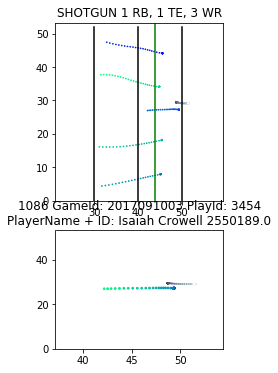 SHOTGUN 1 RB, 1 TE, 3 WR
50
40
30
20
10
0
30 40 50
1086 GameId: 2017091003 PlayId: 3454
PlayerName + ID: Isaiah Crowell 2550189.0
40
20
0
40 45 50